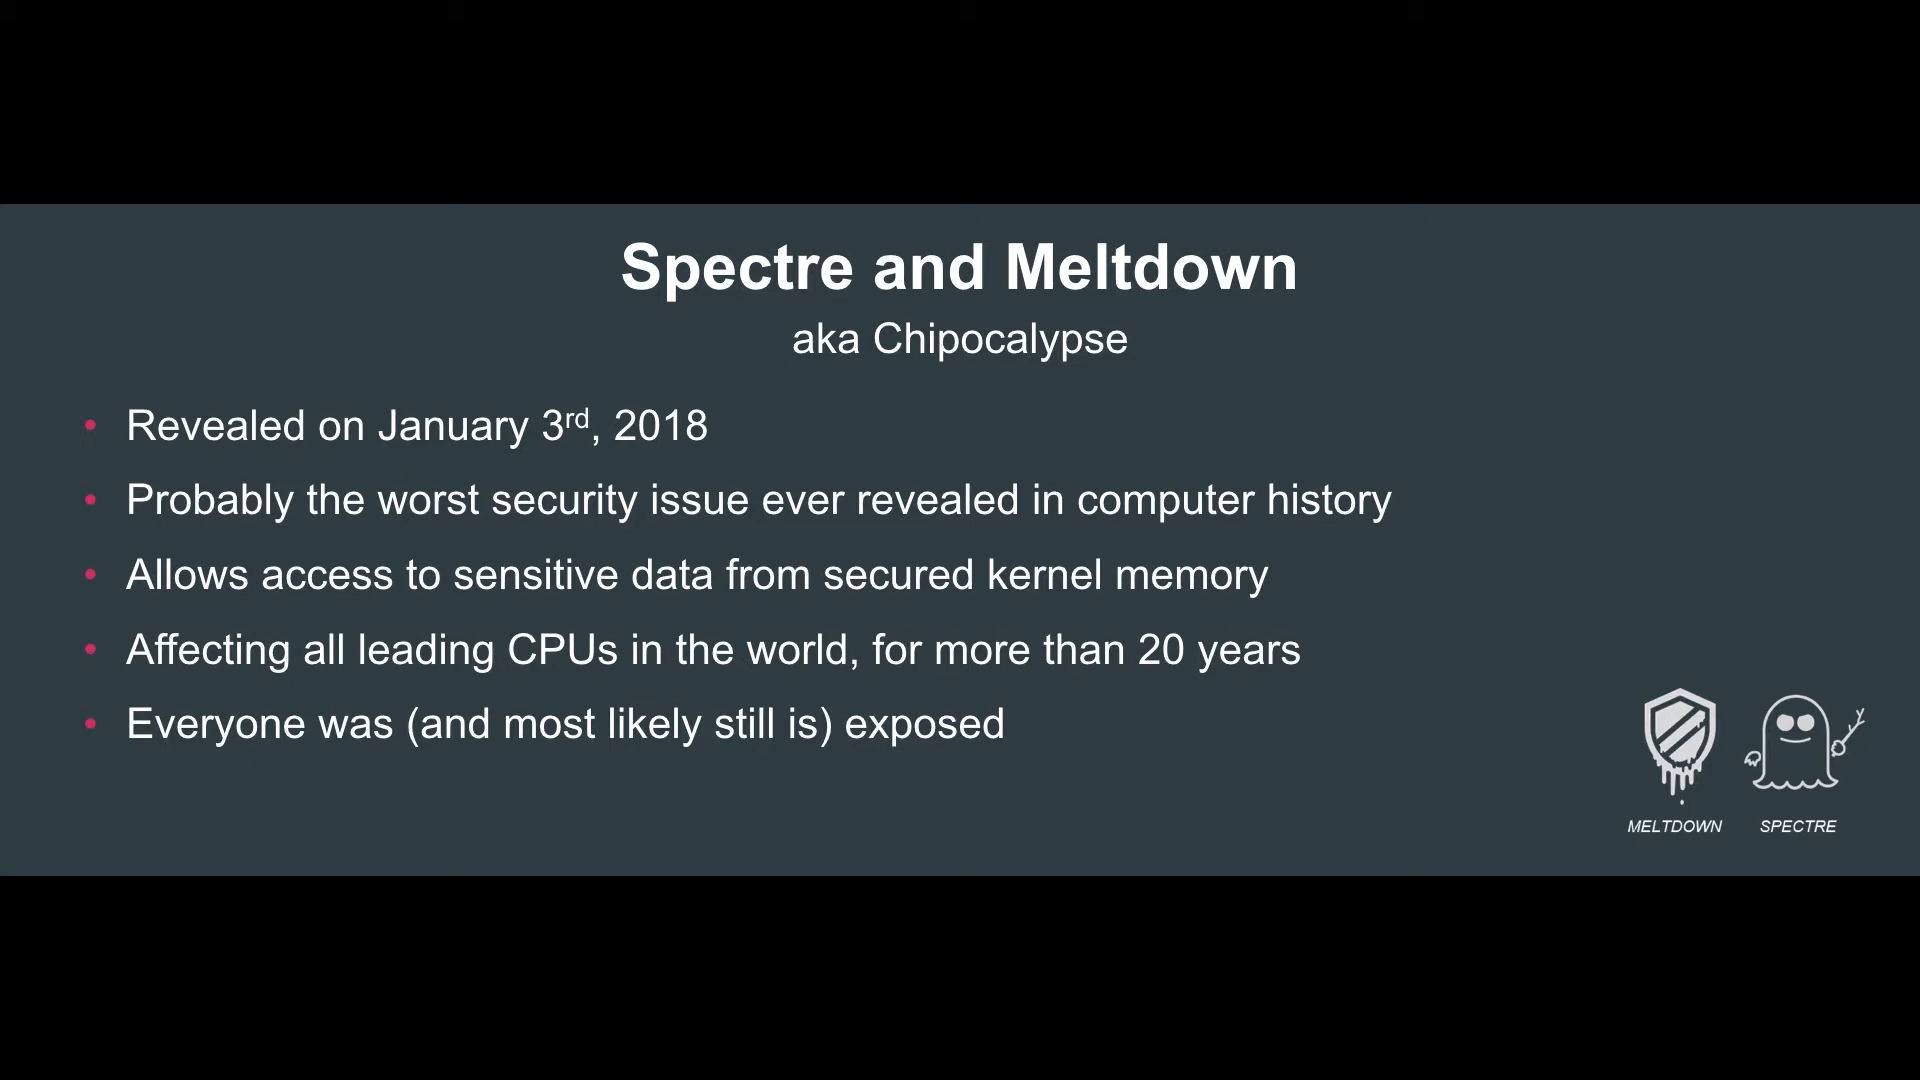 Spectre and Meltdown
aka Chipocalypse
• Revealed on January 3rd, 2018
• Probably the worst security issue ever revealed in computer history
• Allows access to sensitive data from secured kernel memory
• Affecting all leading CPUs in the world, for more than 20 years
• Everyone was (and most likely still is) exposed
MELTDOWN SPECTRE